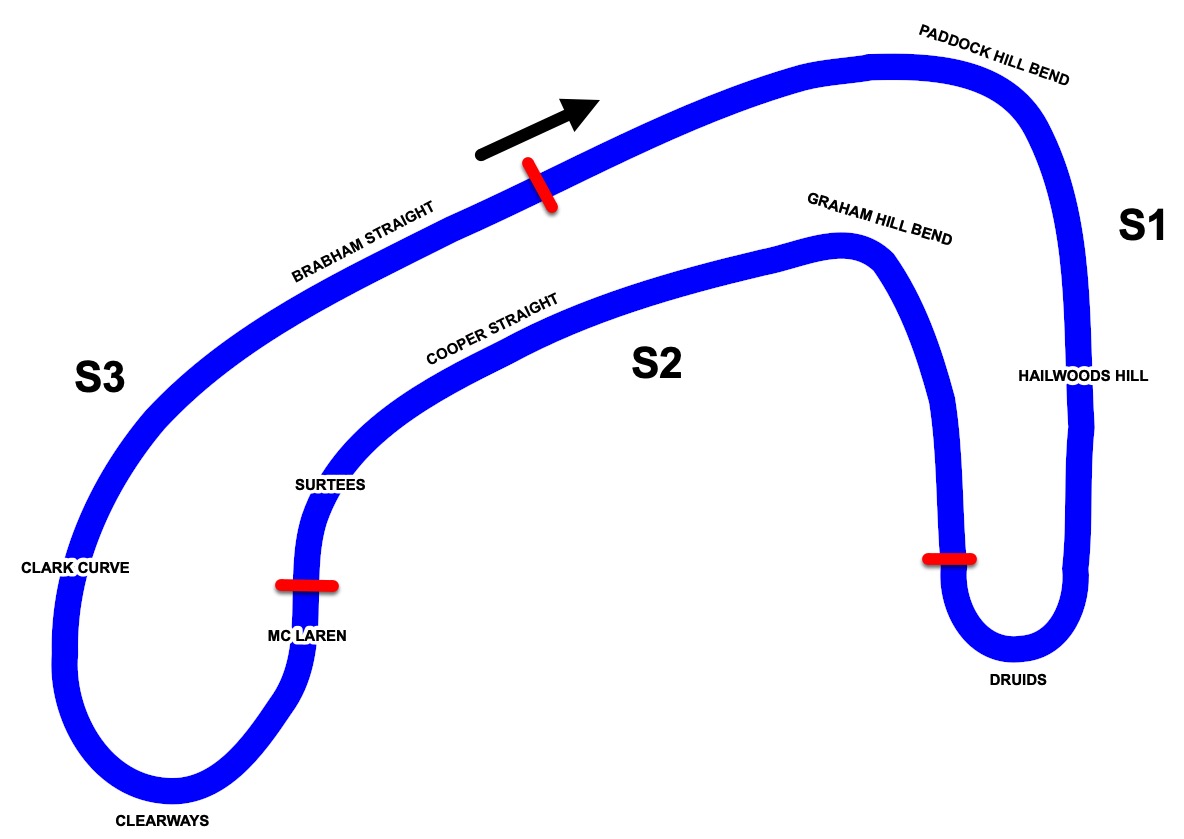 PADDOCK HILL BEND
GRAHAM HILL BEND
S1
BRABHAM STRAIGHT
COOPER STRAIGHT
S2
S3
HAILWOODS HILL
SURTEES
CLARK CURVE
MC LAREN
DRUIDS
CLEARWAYS